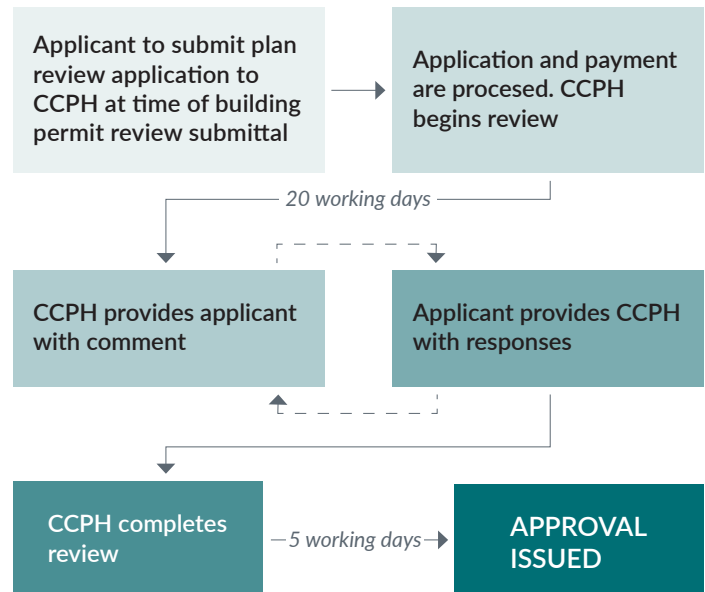 Applicant to submit plan
review application to
CCPH at time of building
permit review submittal
Application and payment
are procesed. CCPH
begins review
20 working days
CCPH provides applicant
with comment
Applicant provides CCPH
with responses
CCPH completes
review
5 working days
APPROVAL
ISSUED